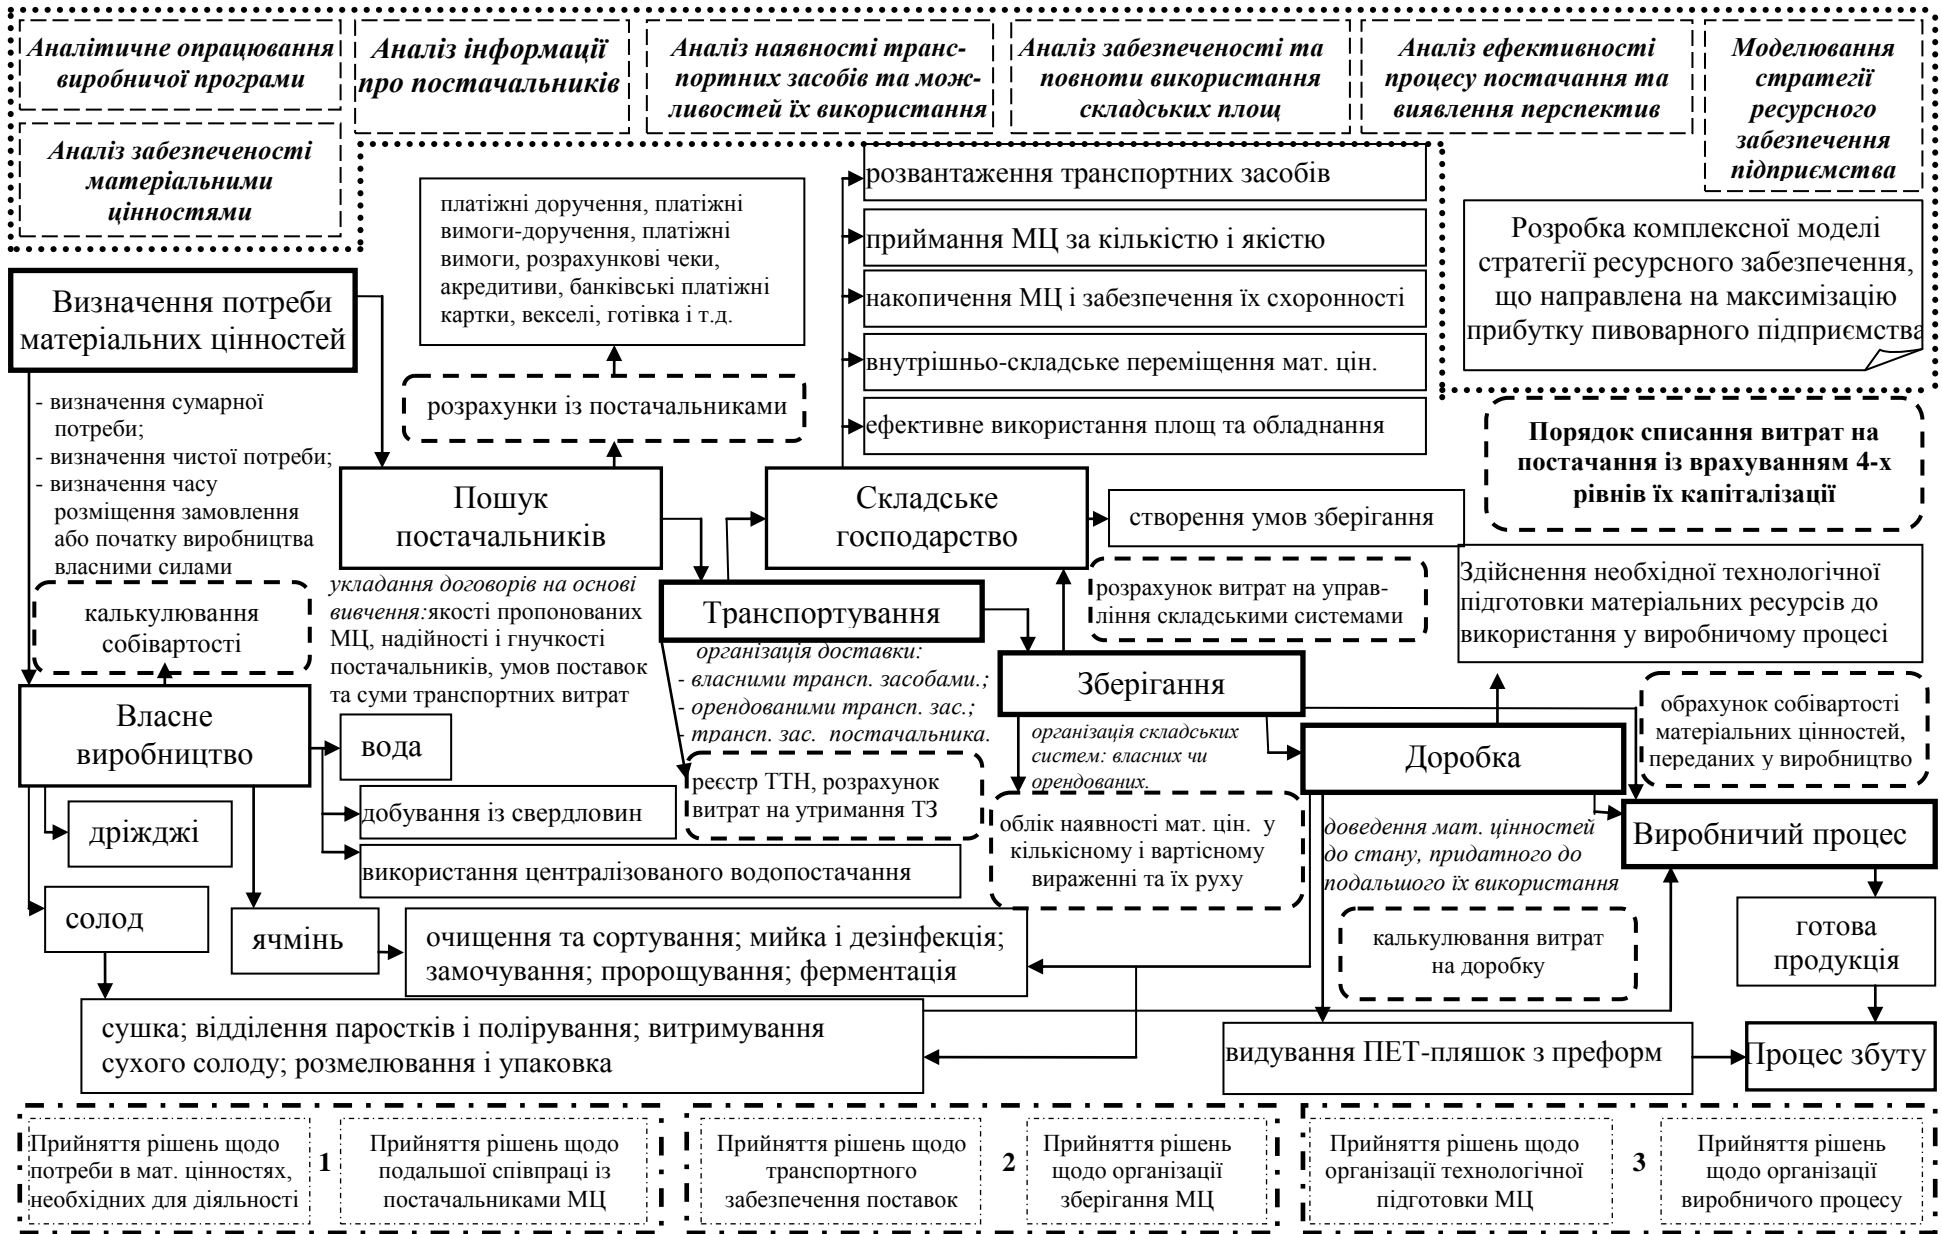 Аналітичне опрацювання
виробничої програми
Аналіз інформації
про постачальників
Аналіз наявності транс-
портних засобів та мож-
ливостей їх використання
Аналіз забезпеченості та
повноти використання
складських площ
Аналіз ефективності
процесу постачання та
виявлення перспектив
Моделювання
стратегії
ресурсного
забезпечення
підприємства
Аналіз забезпеченості
матеріальними
цінностями
платіжні доручення, платіжні
вимоги-доручення, платіжні
вимоги, розрахункові чеки,
акредитиви, банківські платіжні
картки, векселі, готівка і т.д.
розвантаження транспортних засобів
приймання МЦ за кількістю і якістю
накопичення МЦ і забезпечення їх схоронності
внутрішньо-складське переміщення мат. цін.
ефективне використання площ та обладнання
Розробка комплексної моделі
стратегії ресурсного забезпечення,
що направлена на максимізацію
прибутку пивоварного підприємства
Визначення потреби
матеріальних цінностей
- визначення сумарної
потреби;
- визначення чистої потреби;
- визначення часу
розміщення замовлення
або початку виробництва
власними силами
розрахунки із постачальниками
Порядок списання витрат на
постачання із врахуванням 4-х
рівнів їх капіталізації
Пошук
постачальників
Складське
господарство
створення умов зберігання
укладання договорів на основі
вивчення:якості пропонованих
МЦ, надійності і гнучкості
постачальників, умов поставок
та суми транспортних витрат
калькулювання
собівартості
Транспортування
розрахунок витрат на управ-
ління складськими системами
Здійснення необхідної технологічної
підготовки матеріальних ресурсів до
використання у виробничому процесі
організація доставки:
- власними трансп. засобами.;
- орендованими трансп. зас.;
- трансп. зас. постачальника.
Зберігання
Власне
виробництво
вода
організація складських
систем: власних чи
орендованих.
Доробка
обрахунок собівартості
матеріальних цінностей,
переданих у виробництво
реєстр ТТН, розрахунок
витрат на утримання ТЗ
добування із свердловин
дріжджі
облік наявності мат. цін. у
кількісному і вартісному
вираженні та їх руху
доведення мат. цінностей
до стану, придатного до
подальшого їх використання
Виробничий процес
використання централізованого водопостачання
солод
ячмінь
очищення та сортування; мийка і дезінфекція;
замочування; пророщування; ферментація
калькулювання витрат
на доробку
готова
продукція
сушка; відділення паростків і полірування; витримування
сухого солоду; розмелювання і упаковка
видування ПЕТ-пляшок з преформ
Процес збуту
Прийняття рішень щодо
потреби в мат. цінностях,
необхідних для діяльності
1
Прийняття рішень щодо
подальшої співпраці із
постачальниками МЦ
Прийняття рішень щодо
транспортного
забезпечення поставок
2
Прийняття рішень
щодо організації
зберігання МЦ
Прийняття рішень щодо
організації технологічної
підготовки МЦ
3
Прийняття рішень
щодо організації
виробничого процесу